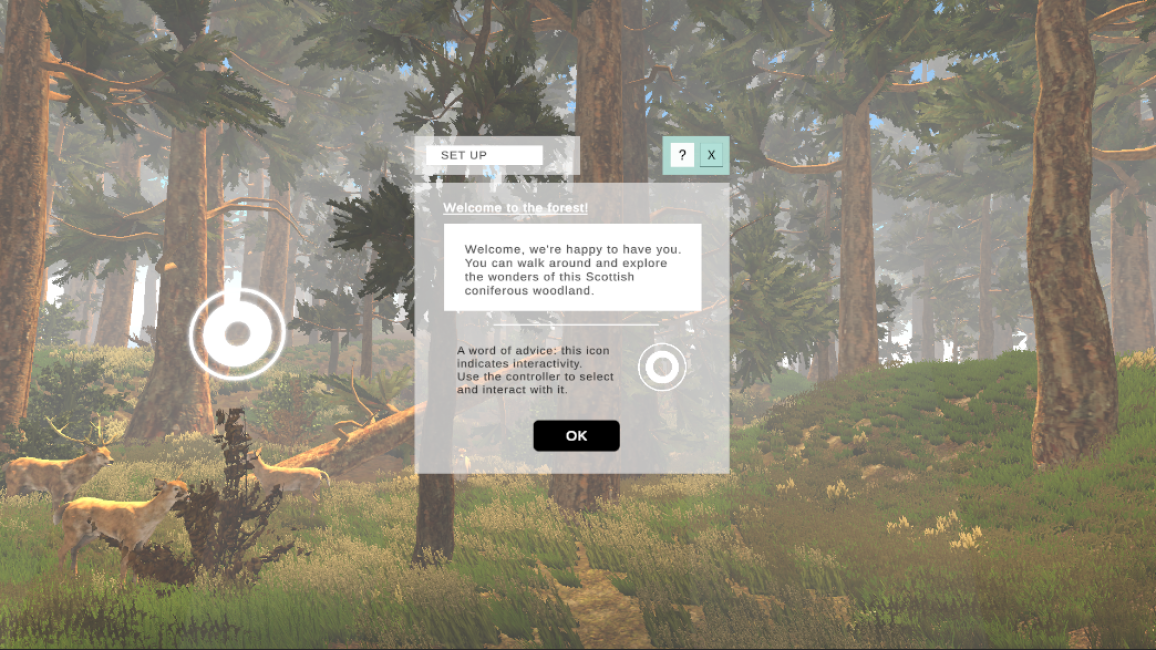 SET UP
? X
Welcome to the forest!
Welcome, we're happy to have you.
You can walk around and explore
the wonders of this Scottish
coniferous woodland.
A word of advice: this icon
indicates interactivity.
Use the controller to select
and interact with it.
OK